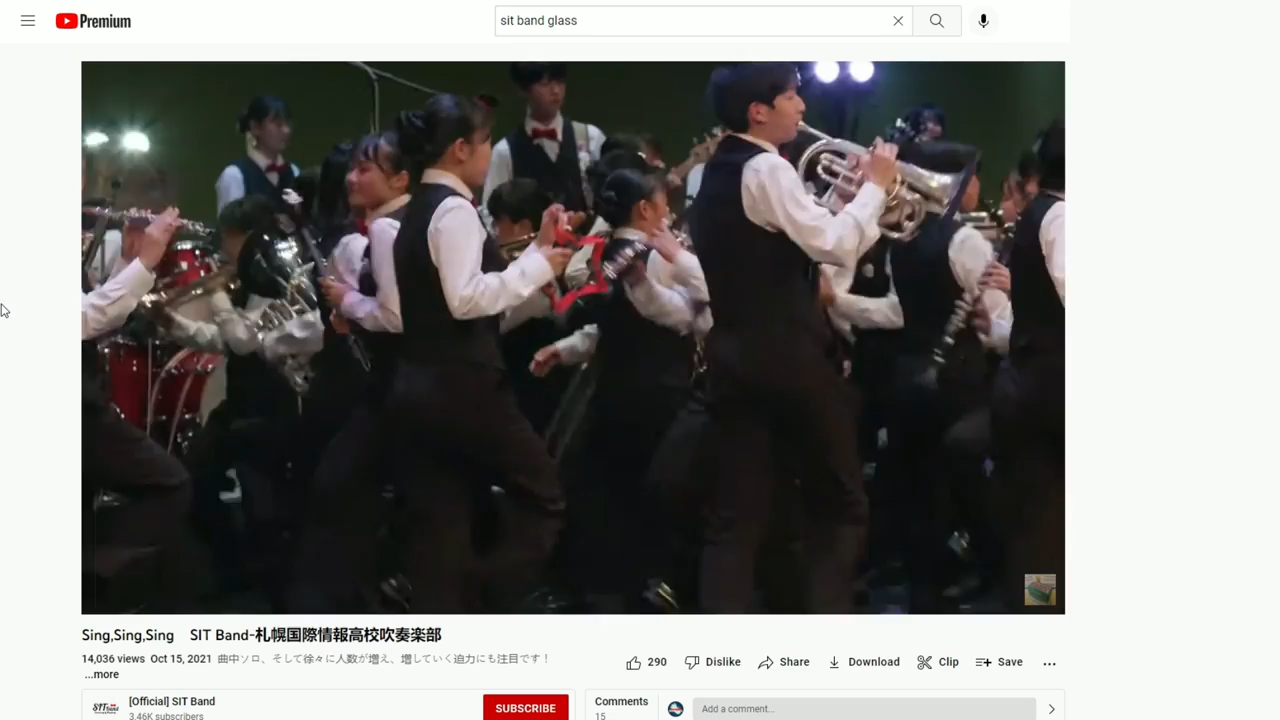 Premium
sit band glass
Sing,Sing,Sing SIT Band-札幌国際情報高校吹奏楽部
14,036 views Oct 15, 2021 曲中ソロ、そして徐々に人数が増え、増していく迫力にも注目です！
...more
290 Dislike Share Download Clip Save
SIT Band
[Official] SIT Band
3.46K subscribers
SUBSCRIBE
Comments
15
Add a comment...